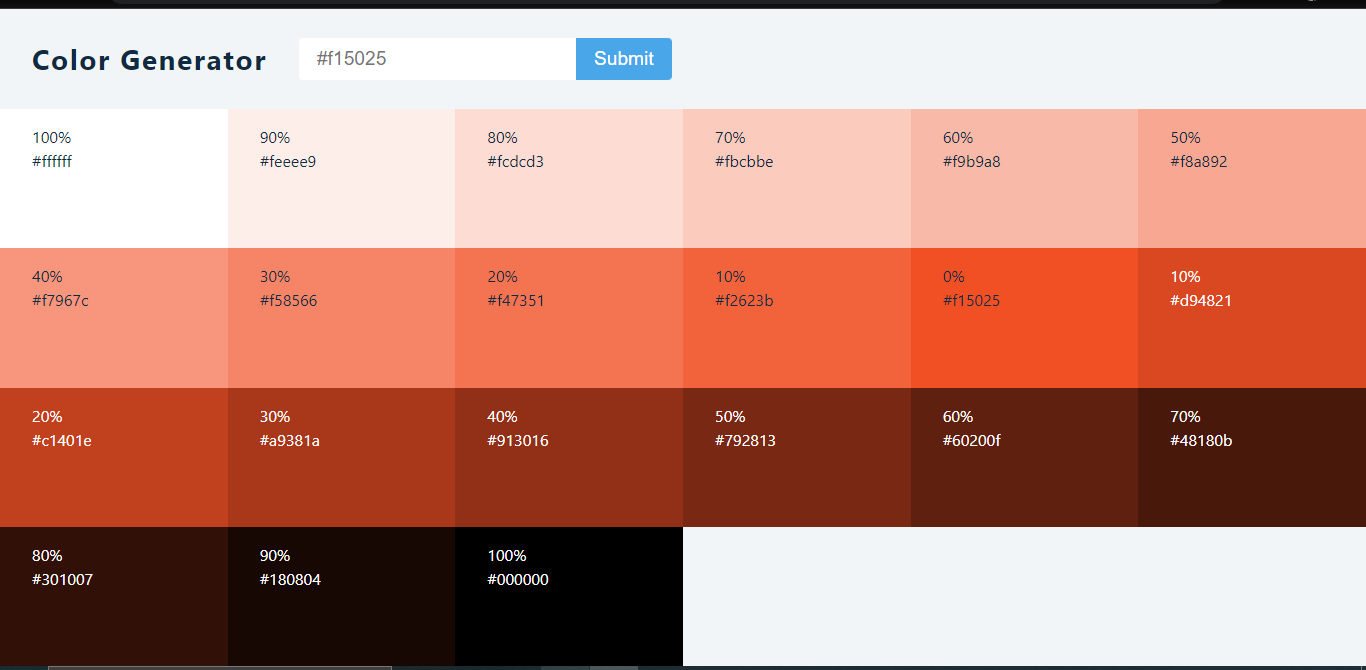 Color Generator
#f15025
Submit
100%
#ffffff
90%
#feeee9
80%
#fcdcd3
70%
#fbcbbe
60%
#f9b9a8
50%
#f8a892
40%
#f7967c
30%
#f58566
20%
#f47351
10%
#f2623b
0%
#f15025
10%
#d94821
20%
#c1401e
30%
#a9381a
40%
#913016
50%
#792813
60%
#60200f
70%
#48180b
80%
#301007
90%
#180804
100%
#000000